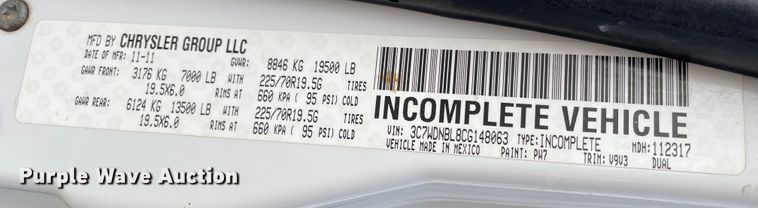 MFD BY CHRYSLER GROUP LLC
DATE OF MFR: 11-11 GVWR: 8846 KG 19500 LB
GAWR FRONT: 3176 KG 7000 LB WITH 225/70R19.5G TIRES
19.5X6.0 RIMS AT 660 KPA ( 95 PSI) COLD
GAWR REAR: 6124 KG 13500 LB WITH 225/70R19.5G TIRES
19.5X6.0 RIMS AT 660 KPA ( 95 PSI) COLD
INCOMPLETE VEHICLE
VIN: 3C7WDNBL8CG148063 TYPE: INCOMPLETE MDH: 112317
VEHICLE MADE IN MEXICO PAINT: PW7 TRIM: V9V3 DUAL
Purple Wave Auction